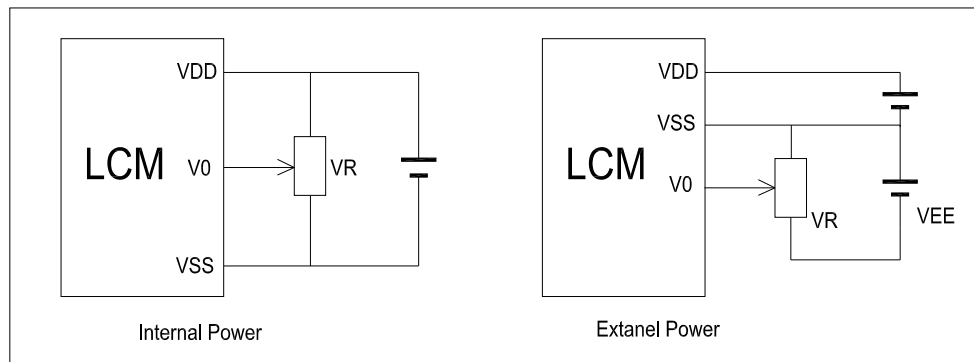 VDD
LCM
V0
VR
VSS
Internal Power
VDD
VSS
LCM
V0
VR
VEE
Extanel Power